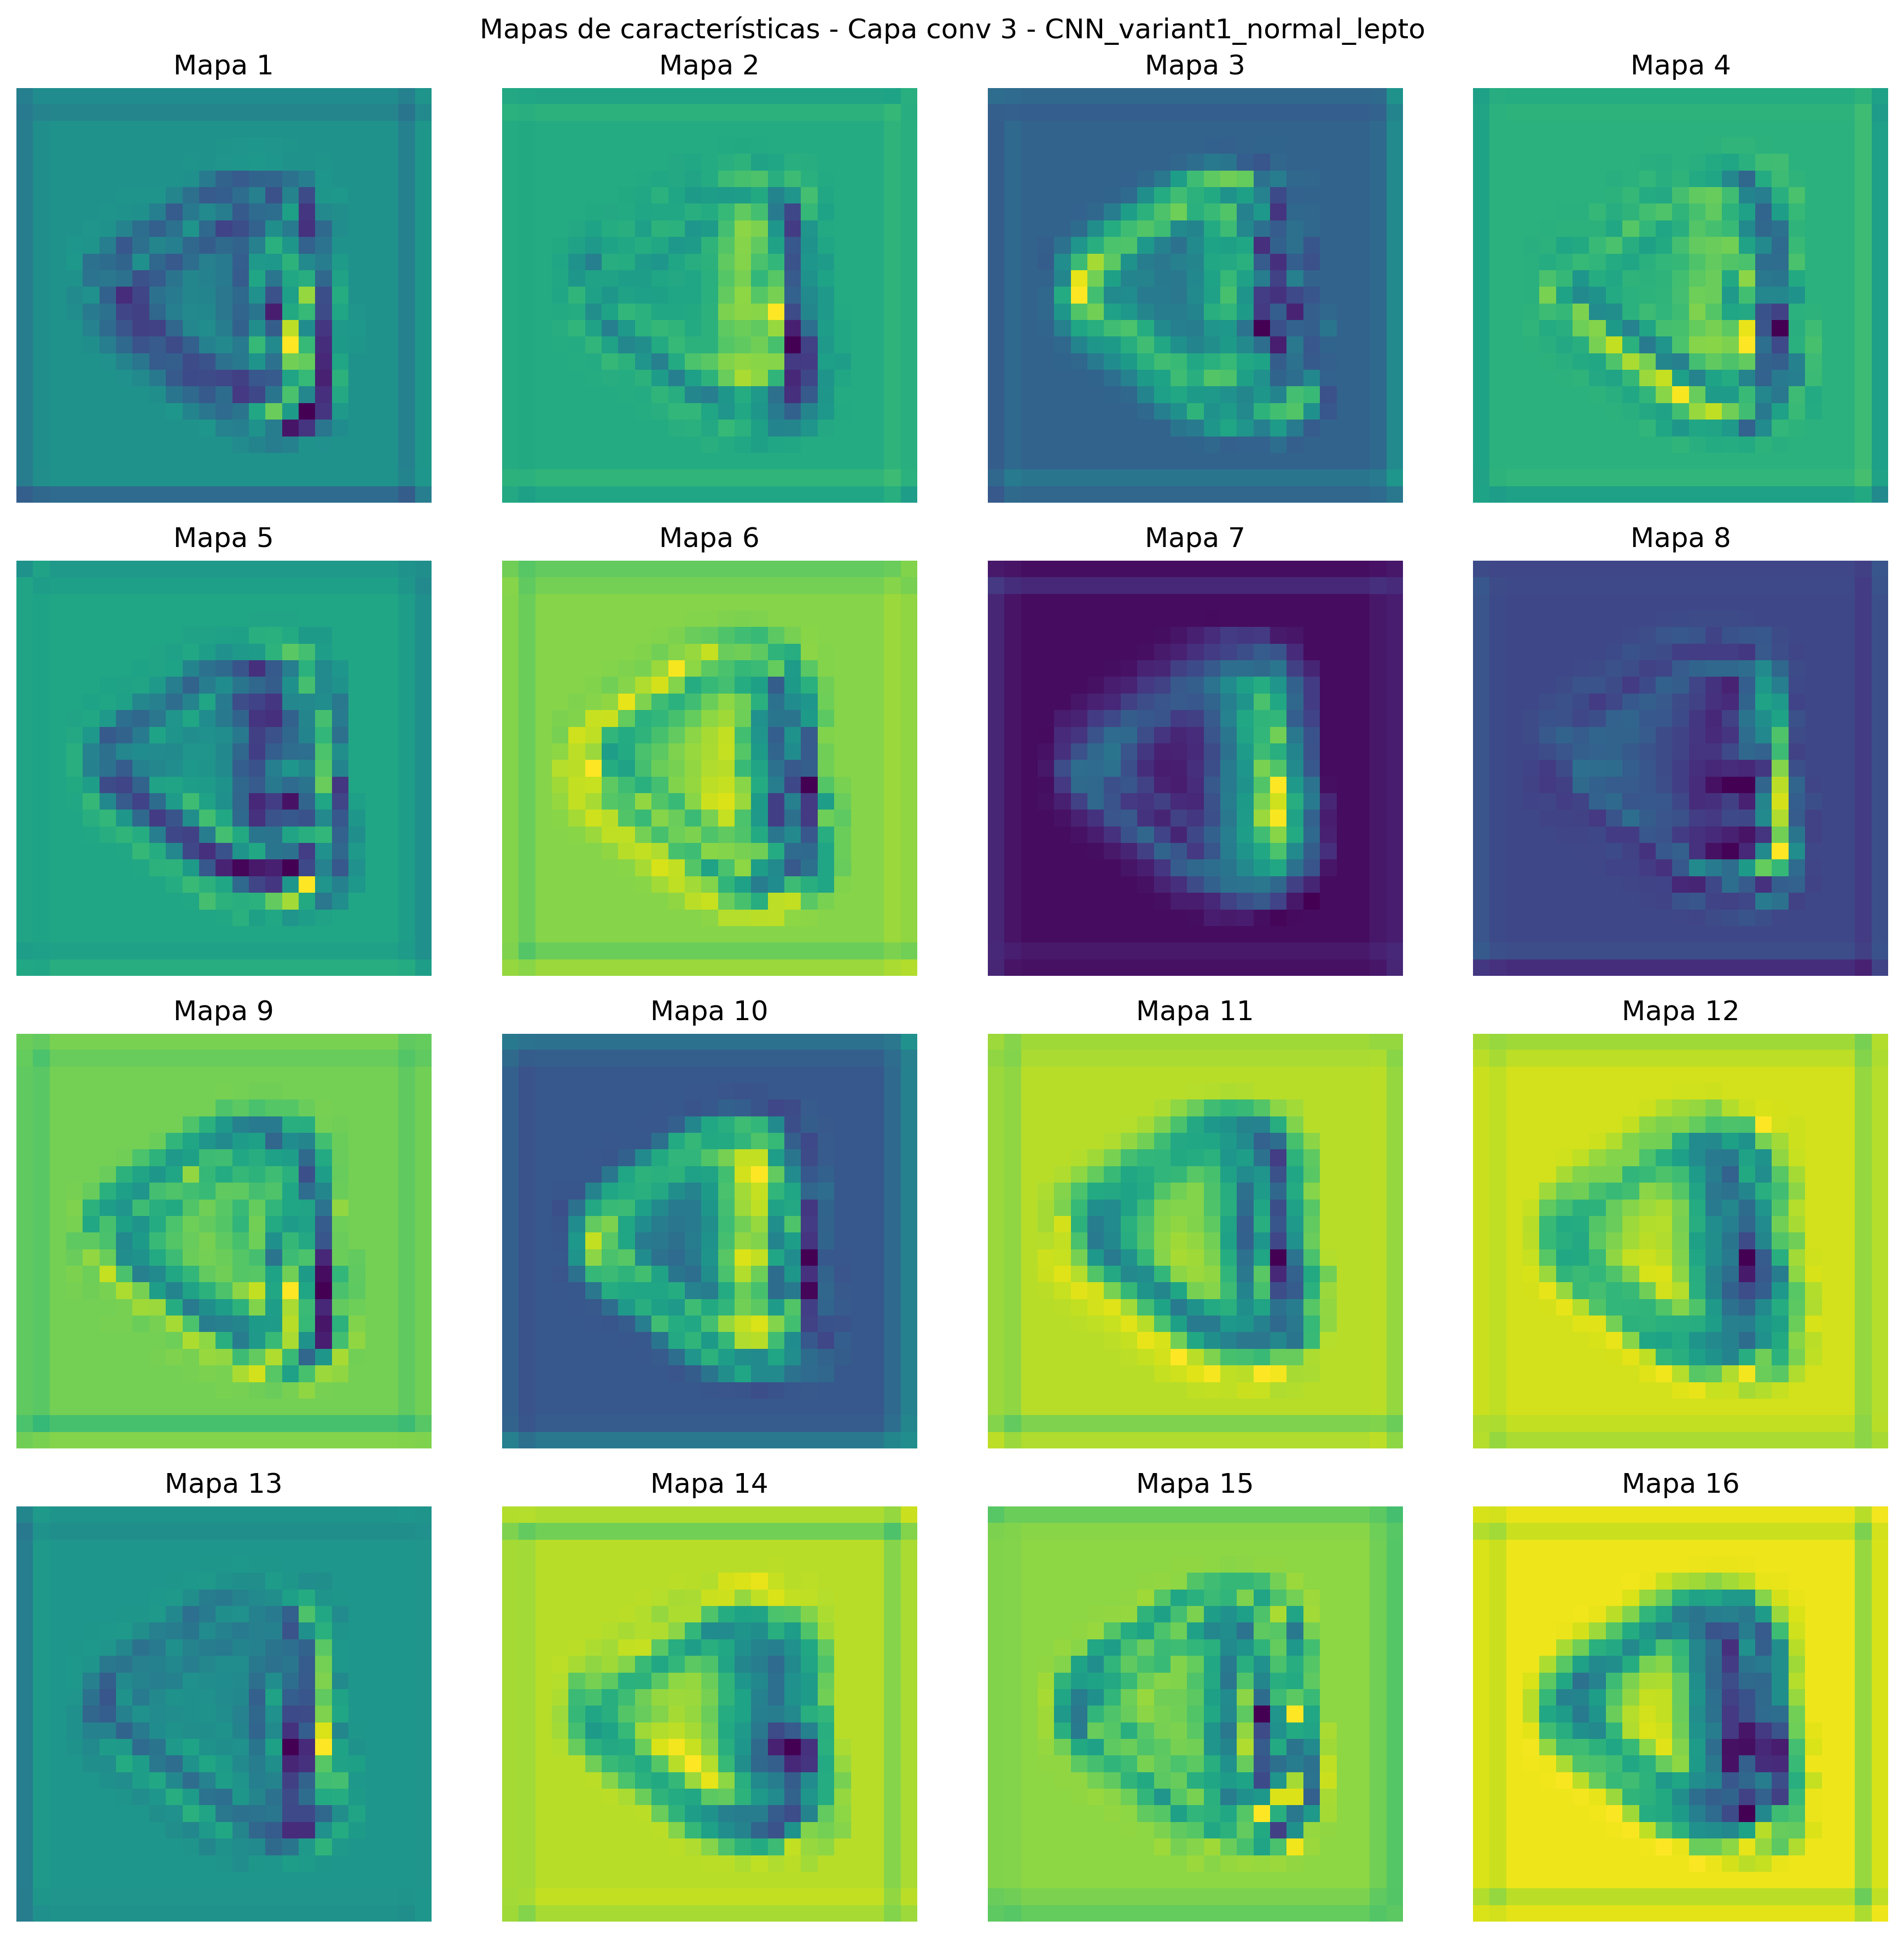 Mapas de características - Capa conv 3 - CNN_variant1_normal_lepto
Mapa 1
Mapa 2
Mapa 3
Mapa 4
Mapa 5
Mapa 6
Mapa 7
Mapa 8
Mapa 9
Mapa 10
Mapa 11
Mapa 12
Mapa 13
Mapa 14
Mapa 15
Mapa 16